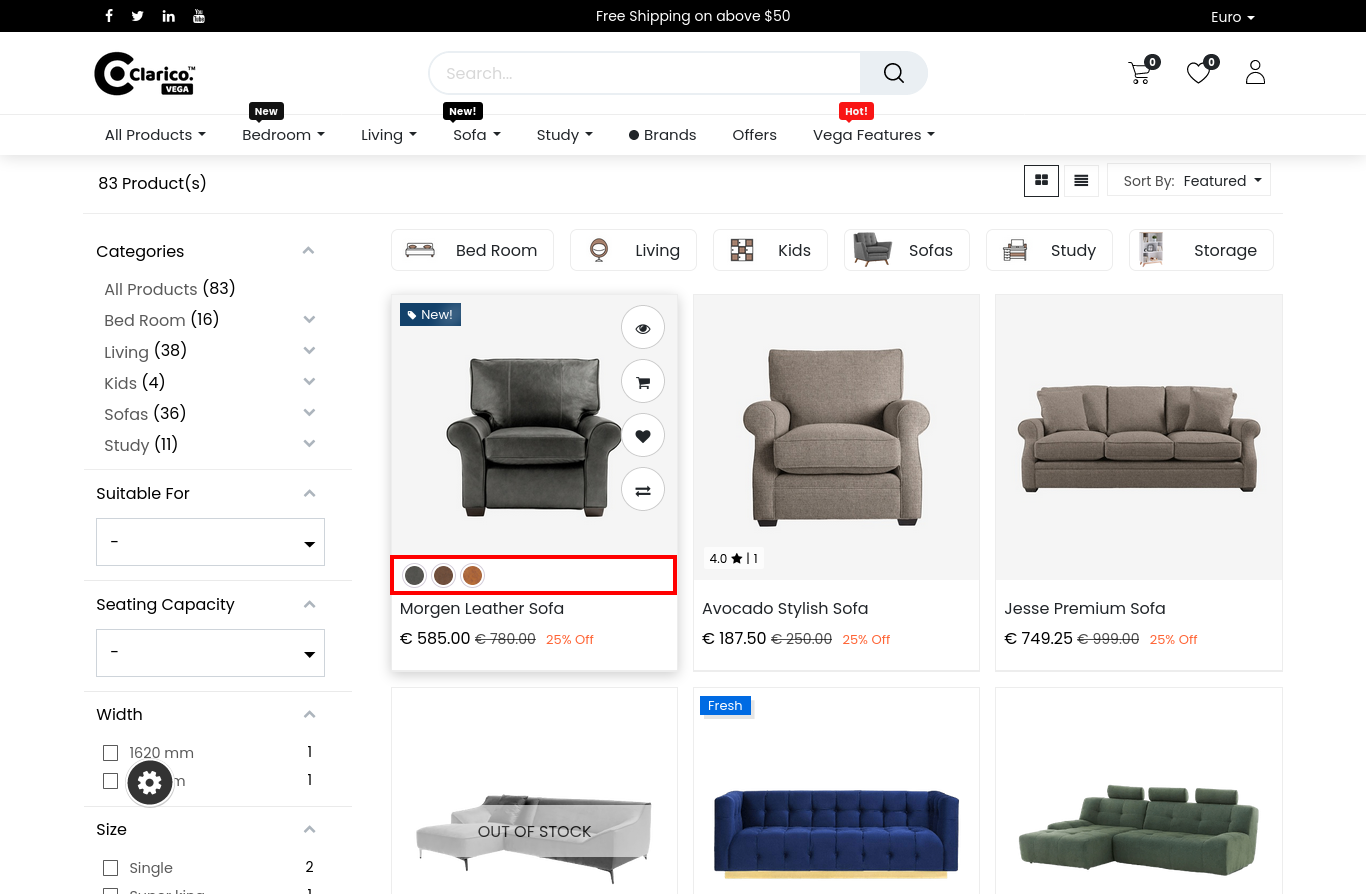 Free Shipping on above $50
Euro
Clarico.™
VEGA
Search...
0
0
New
New!
Hot!
All Products
Bedroom
Living
Sofa
Study
Brands
Offers
Vega Features
83 Product(s)
Sort By: Featured
Categories
All Products (83)
Bed Room (16)
Living (38)
Kids (4)
Sofas (36)
Study (11)
Suitable For
-
Seating Capacity
-
Width
1620 mm 1
m 1
Size
Single 2
Bed Room
Living
Kids
Sofas
Study
Storage
New!
Morgen Leather Sofa
€ 585.00 € 780.00 25% Off
4.0 ★ | 1
Avocado Stylish Sofa
€ 187.50 € 250.00 25% Off
Jesse Premium Sofa
€ 749.25 € 999.00 25% Off
OUT OF STOCK
Fresh